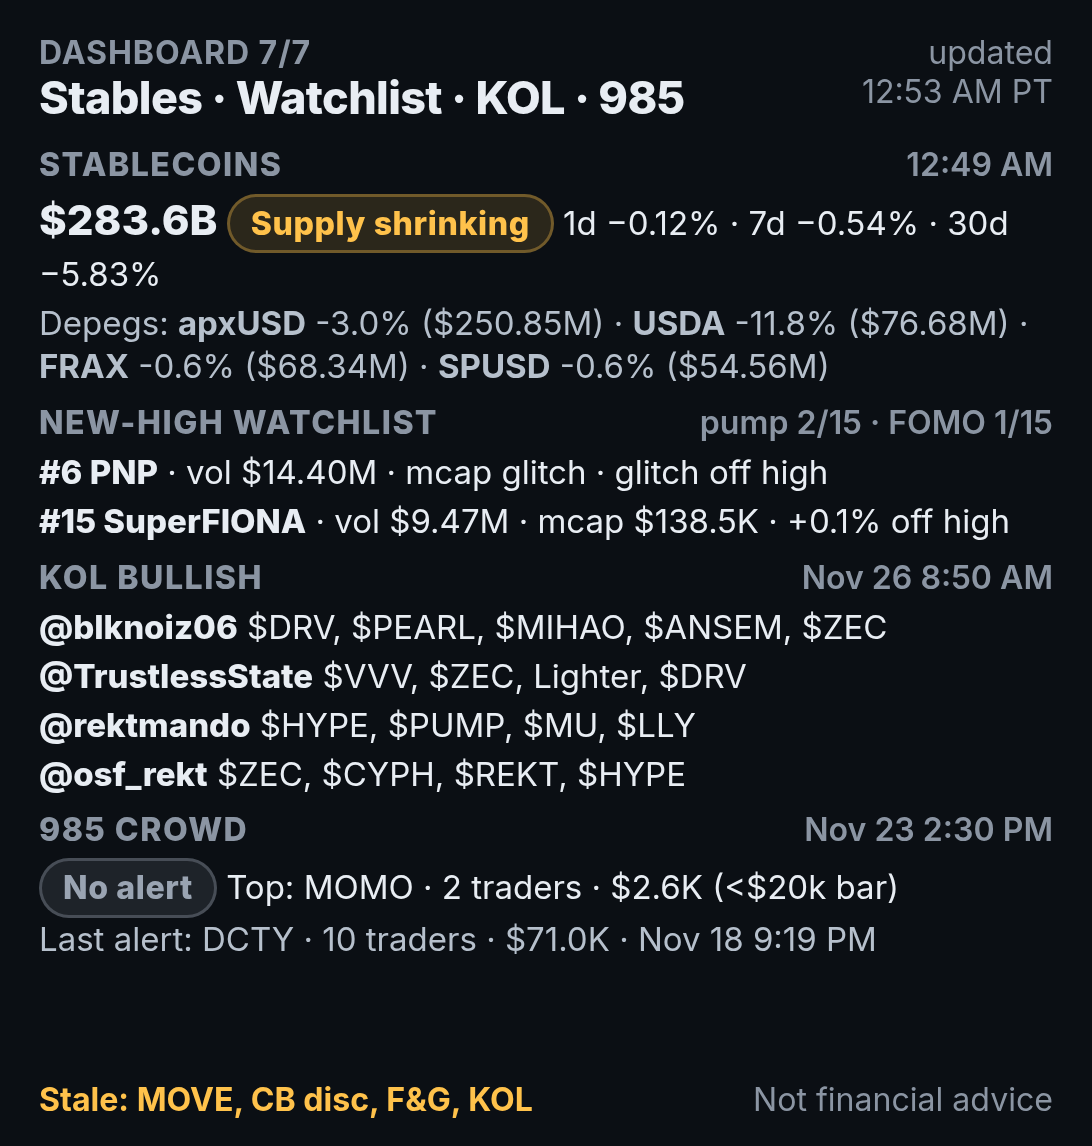 DASHBOARD 7/7
updated
Stables · Watchlist · KOL · 985
12:53 AM PT
STABLECOINS 12:49 AM
$283.6B Supply shrinking 1d −0.12% · 7d −0.54% · 30d
−5.83%
Depegs: apxUSD -3.0% ($250.85M) · USDA -11.8% ($76.68M) ·
FRAX -0.6% ($68.34M) · SPUSD -0.6% ($54.56M)
NEW-HIGH WATCHLIST pump 2/15 · FOMO 1/15
#6 PNP · vol $14.40M · mcap glitch · glitch off high
#15 SuperFIONA · vol $9.47M · mcap $138.5K · +0.1% off high
KOL BULLISH Nov 26 8:50 AM
@blknoiz06 $DRV, $PEARL, $MIHAO, $ANSEM, $ZEC
@TrustlessState $VVV, $ZEC, Lighter, $DRV
@rektmando $HYPE, $PUMP, $MU, $LLY
@osf_rekt $ZEC, $CYPH, $REKT, $HYPE
985 CROWD Nov 23 2:30 PM
No alert Top: MOMO · 2 traders · $2.6K (<$20k bar)
Last alert: DCTY · 10 traders · $71.0K · Nov 18 9:19 PM
Stale: MOVE, CB disc, F&G, KOL Not financial advice